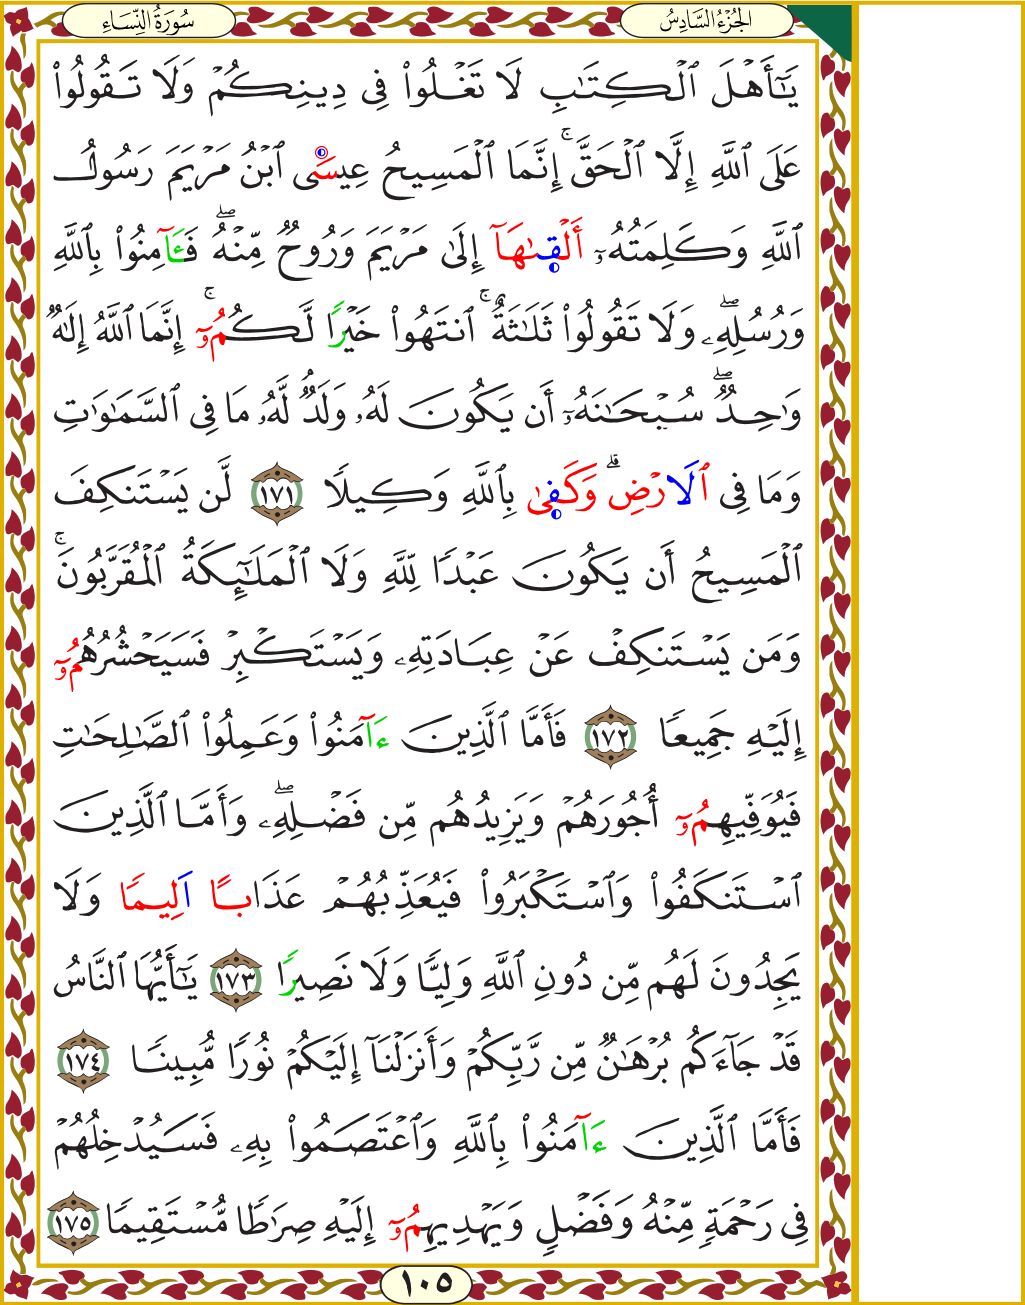 الجُزْءُ السَّادِسُ
سُورَةُ النِّسَاءِ
يَٰٓأَهْلَ ٱلْكِتَٰبِ لَا تَغْلُواْ فِى دِينِكُمْ وَلَا تَقُولُواْ
عَلَى ٱللَّهِ إِلَّا ٱلْحَقَّۚ إِنَّمَا ٱلْمَسِيحُ عِيسَى ٱبْنُ مَرْيَمَ رَسُولُ
ٱللَّهِ وَكَلِمَتُهُۥٓ أَلْقٜىٰهَآ إِلَىٰ مَرْيَمَ وَرُوحٌ مِّنْهُۖ فَـَٔامِنُواْ بِٱللَّهِ
وَرُسُلِهِۦۖ وَلَا تَقُولُواْ ثَلَٰثَةٌۚ ٱنتَهُواْ خَيْرًا لَّكُمُۥٓۚ إِنَّمَا ٱللَّهُ إِلَٰهٌ
وَٰحِدٌۖ سُبْحَٰنَهُۥٓ أَن يَكُونَ لَهُۥ وَلَدٌ لَّهُۥ مَا فِى ٱلسَّمَٰوَٰتِ
وَمَا فِى ٱلَارْضِۗ وَكَفٜىٰ بِٱللَّهِ وَكِيلًا ١٧١ لَّن يَسْتَنكِفَ
ٱلْمَسِيحُ أَن يَكُونَ عَبْدًا لِّلَّهِ وَلَا ٱلْمَلَٰٓئِكَةُ ٱلْمُقَرَّبُونَۚ
وَمَن يَسْتَنكِفْ عَنْ عِبَادَتِهِۦ وَيَسْتَكْبِرْ فَسَيَحْشُرُهُمُۥٓ
إِلَيْهِ جَمِيعًا ١٧٢ فَأَمَّا ٱلَّذِينَ ءَآمَنُواْ وَعَمِلُواْ ٱلصَّٰلِحَٰتِ
فَيُوَفِّيهِمُۥٓ أُجُورَهُمْ وَيَزِيدُهُم مِّن فَضْلِهِۦۖ وَأَمَّا ٱلَّذِينَ
ٱسْتَنكَفُواْ وَٱسْتَكْبَرُواْ فَيُعَذِّبُهُمْ عَذَابًا اَلِيمًا وَلَا
يَجِدُونَ لَهُم مِّن دُونِ ٱللَّهِ وَلِيًّا وَلَا نَصِيرًا ١٧٣ يَٰٓأَيُّهَا ٱلنَّاسُ
قَدْ جَآءَكُم بُرْهَٰنٌ مِّن رَّبِّكُمْ وَأَنزَلْنَآ إِلَيْكُمْ نُورًا مُّبِينًا ١٧٤
فَأَمَّا ٱلَّذِينَ ءَآمَنُواْ بِٱللَّهِ وَٱعْتَصَمُواْ بِهِۦ فَسَيُدْخِلُهُمْ
فِى رَحْمَةٍ مِّنْهُ وَفَضْلٍ وَيَهْدِيهِمُۥٓ إِلَيْهِ صِرَٰطًا مُّسْتَقِيمًا ١٧٥
١٠٥